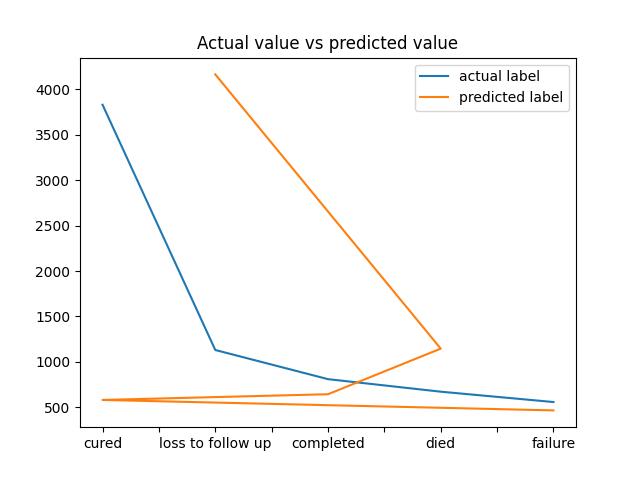 Actual value vs predicted value
actual label
predicted label
4000
3500
3000
2500
2000
1500
1000
500
cured
loss to follow up
completed
died
failure